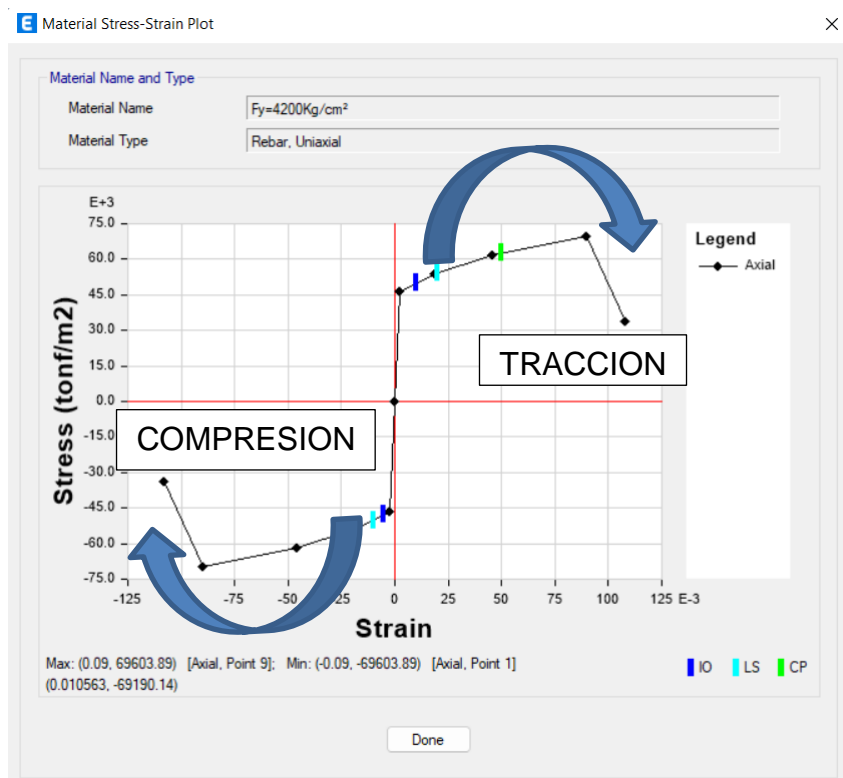 E Material Stress-Strain Plot
Material Name and Type
Material Name Fy=4200Kg/cm²
Material Type Rebar, Uniaxial
E+3
75.0
60.0
45.0
30.0
15.0
0.0
-15.0
-30.0
-45.0
-60.0
-75.0
Stress (tonf/m2)
TRACCION
COMPRESION
-125 -75 -50 25 0 25 50 75 100 125 E-3
Strain
Legend
Axial
Max: (0.09, 69603.89) [Axial, Point 9]; Min: (-0.09, -69603.89) [Axial, Point 1]
(0.010563, -69190.14)
IO LS CP
Done